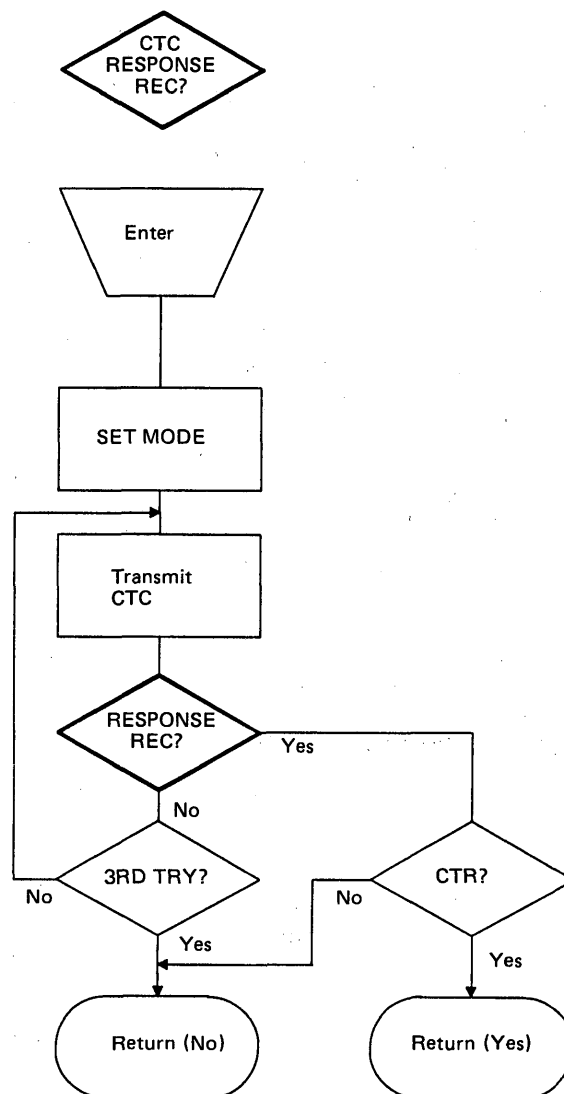 CTC
RESPONSE
REC?
Enter
SET MODE
Transmit
CTC
RESPONSE
REC?
Yes
No
3RD TRY?
No
Yes
CTR?
No
Yes
Return (No)
Return (Yes)